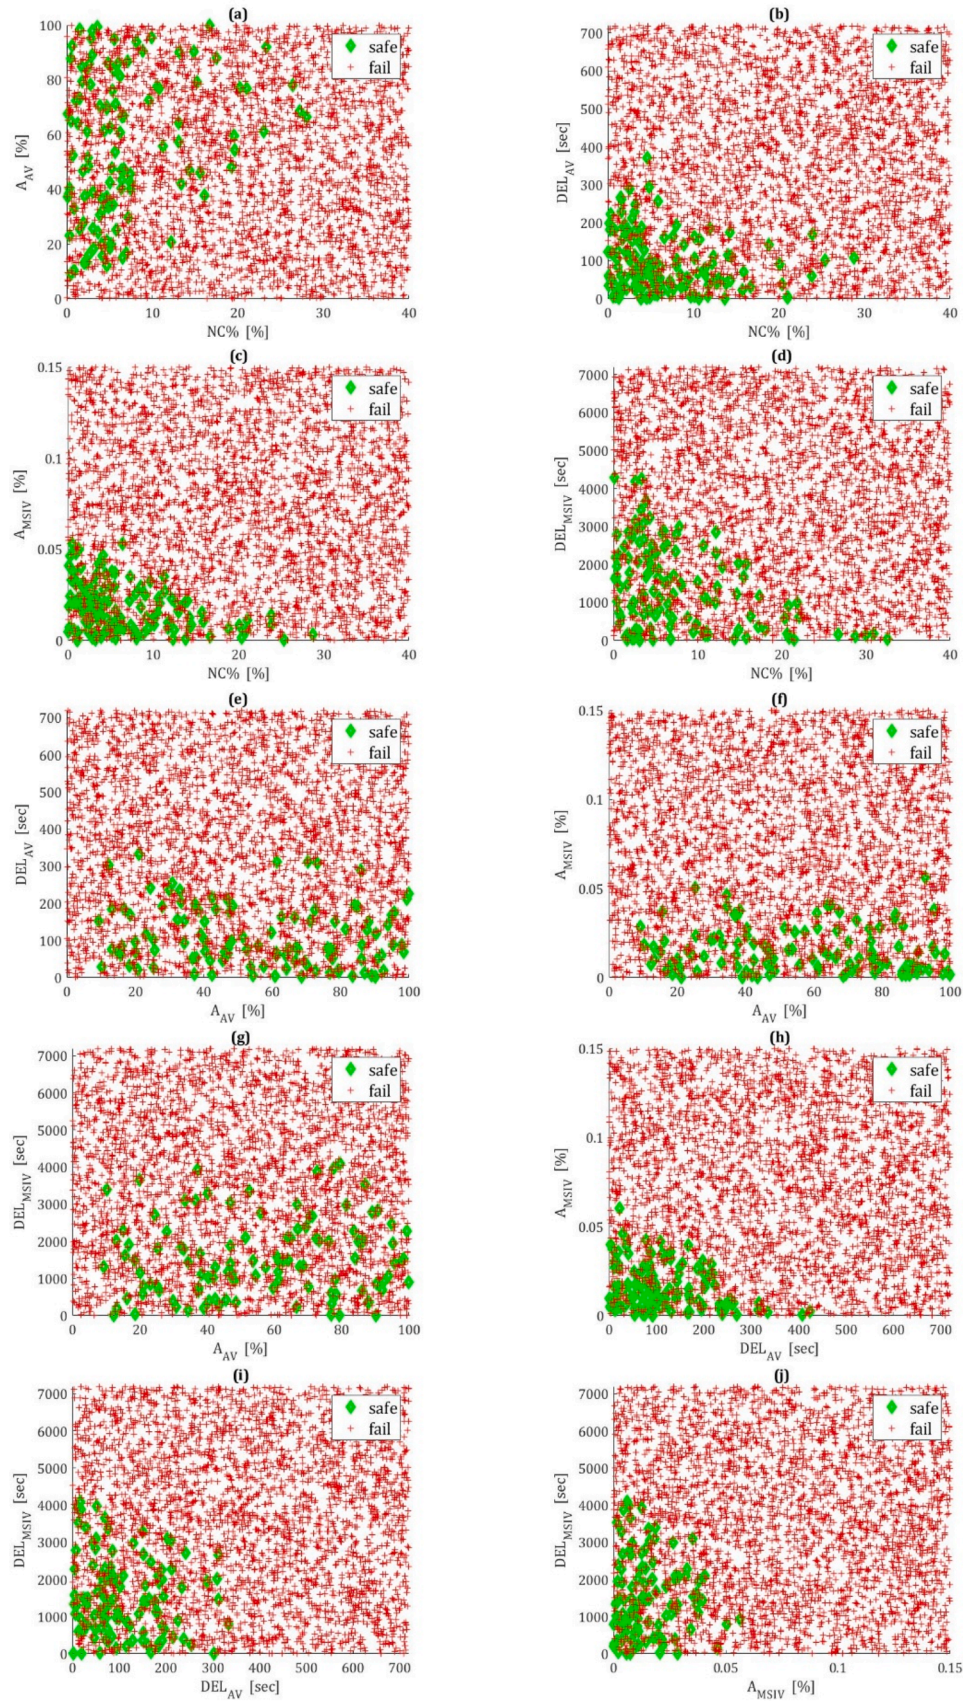 (a)
100
80
60
40
20
0
A_AV [%]
safe
fail
0 10 20 30 40
NC% [%]
(b)
700
600
500
400
300
200
100
0
DEL_AV [sec]
safe
fail
0 10 20 30 40
NC% [%]
(c)
0.15
0.1
0.05
0
A_MSIV [%]
safe
fail
0 10 20 30 40
NC% [%]
(d)
7000
6000
5000
4000
3000
2000
1000
0
DEL_MSIV [sec]
safe
fail
0 10 20 30 40
NC% [%]
(e)
700
600
500
400
300
200
100
0
DEL_AV [sec]
safe
fail
0 20 40 60 80 100
A_AV [%]
(f)
0.15
0.1
0.05
0
A_MSIV [%]
safe
fail
0 20 40 60 80 100
A_AV [%]
(g)
7000
6000
5000
4000
3000
2000
1000
0
DEL_MSIV [sec]
safe
fail
0 20 40 60 80 100
A_AV [%]
(h)
0.15
0.1
0.05
0
A_MSIV [%]
safe
fail
0 100 200 300 400 500 600 700
DEL_AV [sec]
(i)
7000
6000
5000
4000
3000
2000
1000
0
DEL_MSIV [sec]
safe
fail
0 100 200 300 400 500 600 700
DEL_AV [sec]
(j)
7000
6000
5000
4000
3000
2000
1000
0
DEL_MSIV [sec]
safe
fail
0 0.05 0.1 0.15
A_MSIV [%]